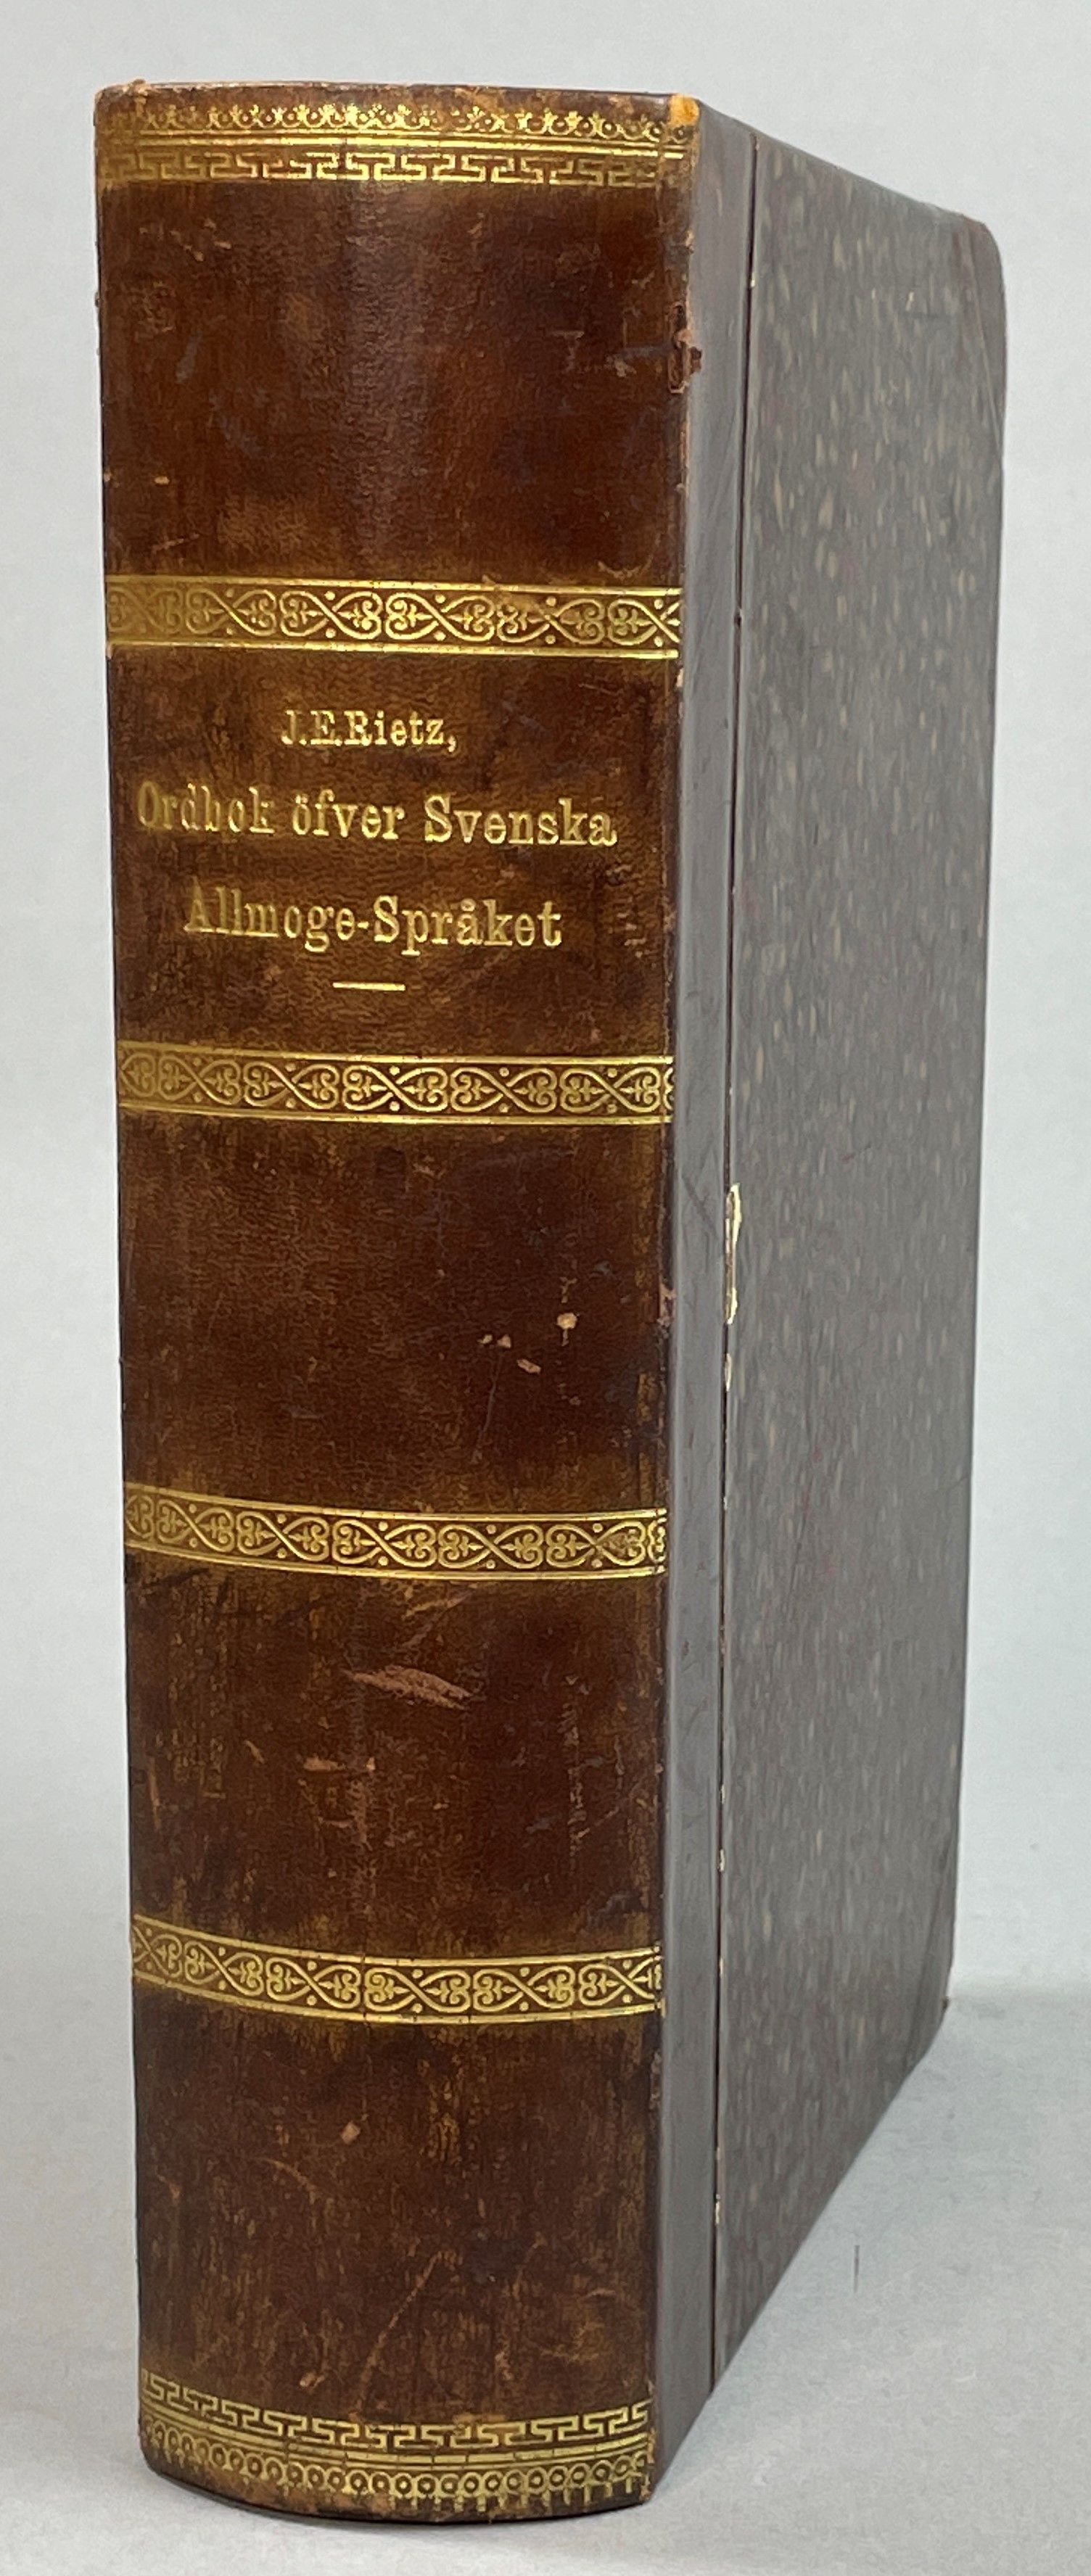 J.E.Rietz,
Ordbok öfver Svenska
Allmoge-Språket